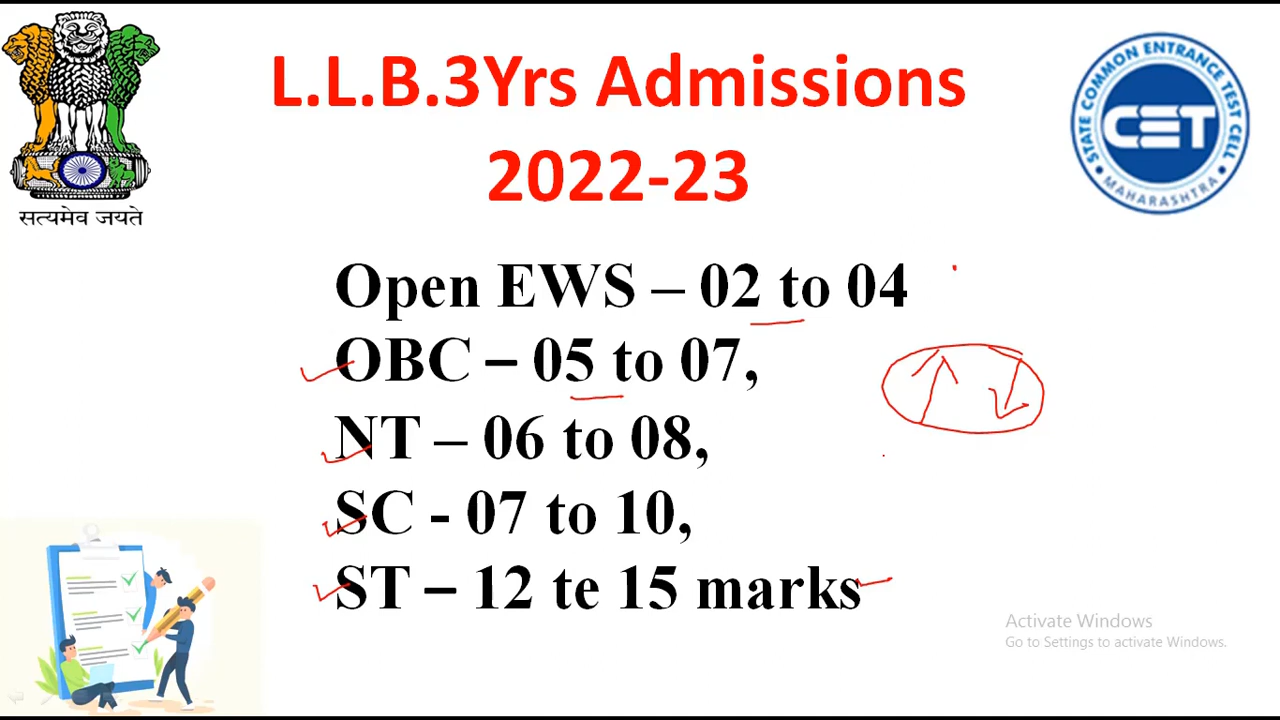 L.L.B.3Yrs Admissions
2022-23
सत्यमेव जयते
STATE COMMON ENTRANCE TEST CELL
CET
MAHARASHTRA
Open EWS – 02 to 04
OBC – 05 to 07,
NT – 06 to 08,
SC - 07 to 10,
ST – 12 te 15 marks
Activate Windows
Go to Settings to activate Windows.